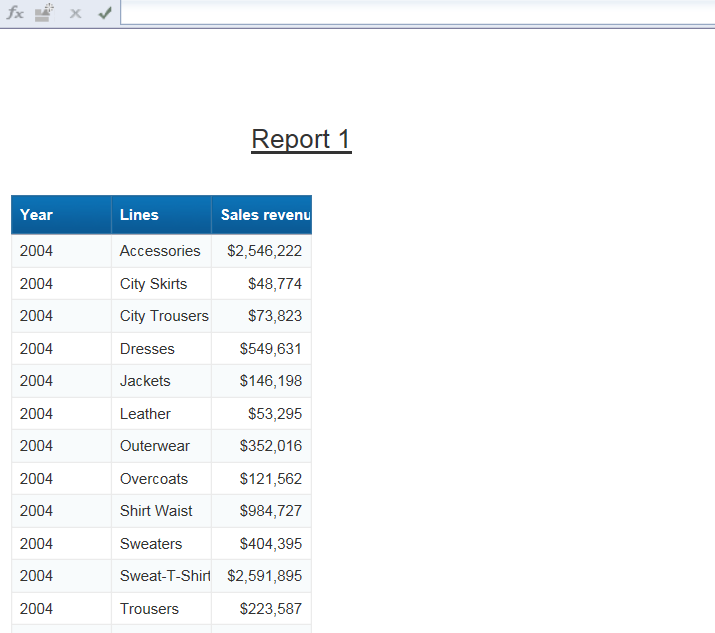 fx
Report 1
Year Lines Sales revenu
2004 Accessories $2,546,222
2004 City Skirts $48,774
2004 City Trousers $73,823
2004 Dresses $549,631
2004 Jackets $146,198
2004 Leather $53,295
2004 Outerwear $352,016
2004 Overcoats $121,562
2004 Shirt Waist $984,727
2004 Sweaters $404,395
2004 Sweat-T-Shirt $2,591,895
2004 Trousers $223,587